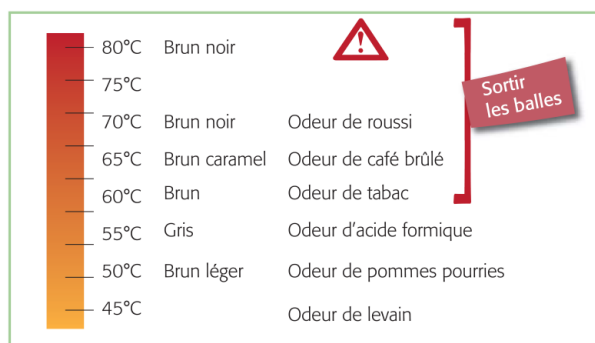 80°C Brun noir
75°C
70°C Brun noir Odeur de roussi
65°C Brun caramel Odeur de café brûlé
60°C Brun Odeur de tabac
55°C Gris Odeur d'acide formique
50°C Brun léger Odeur de pommes pourries
45°C Odeur de levain
Sortir
les balles